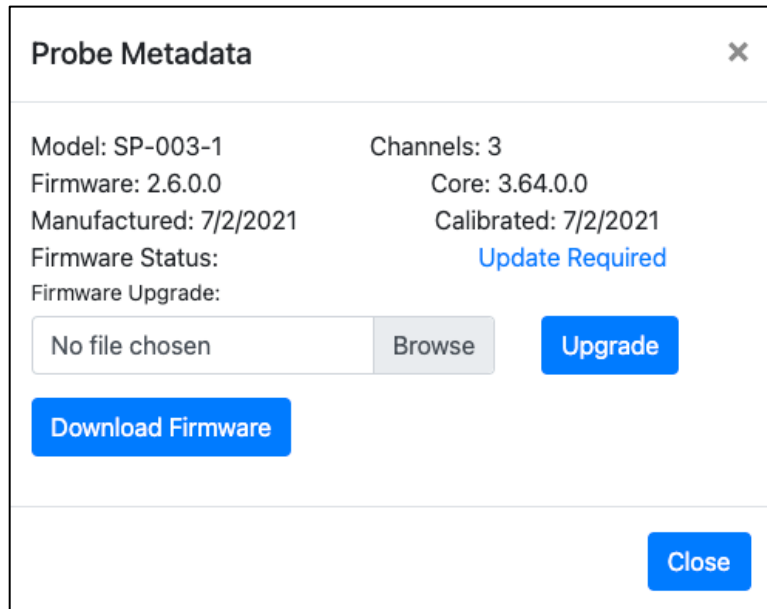 Probe Metadata ×
Model: SP-003-1 Channels: 3
Firmware: 2.6.0.0 Core: 3.64.0.0
Manufactured: 7/2/2021 Calibrated: 7/2/2021
Firmware Status: Update Required
Firmware Upgrade:
No file chosen Browse Upgrade
Download Firmware
Close